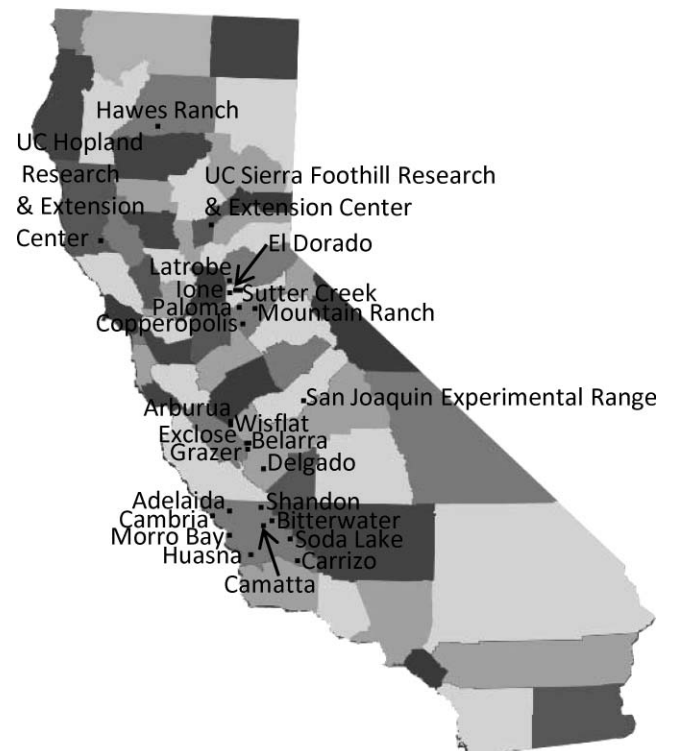 Hawes Ranch
UC Hopland
Research
& Extension
Center
UC Sierra Foothill Research
& Extension Center
El Dorado
Latrobe
Ione
Sutter Creek
Paloma
Mountain Ranch
Copperopolis
San Joaquin Experimental Range
Arburua
Wisflat
Exclose
Belarra
Grazer
Delgado
Adelaida
Shandon
Cambria
Bitterwater
Morro Bay
Soda Lake
Huasna
Carrizo
Camatta